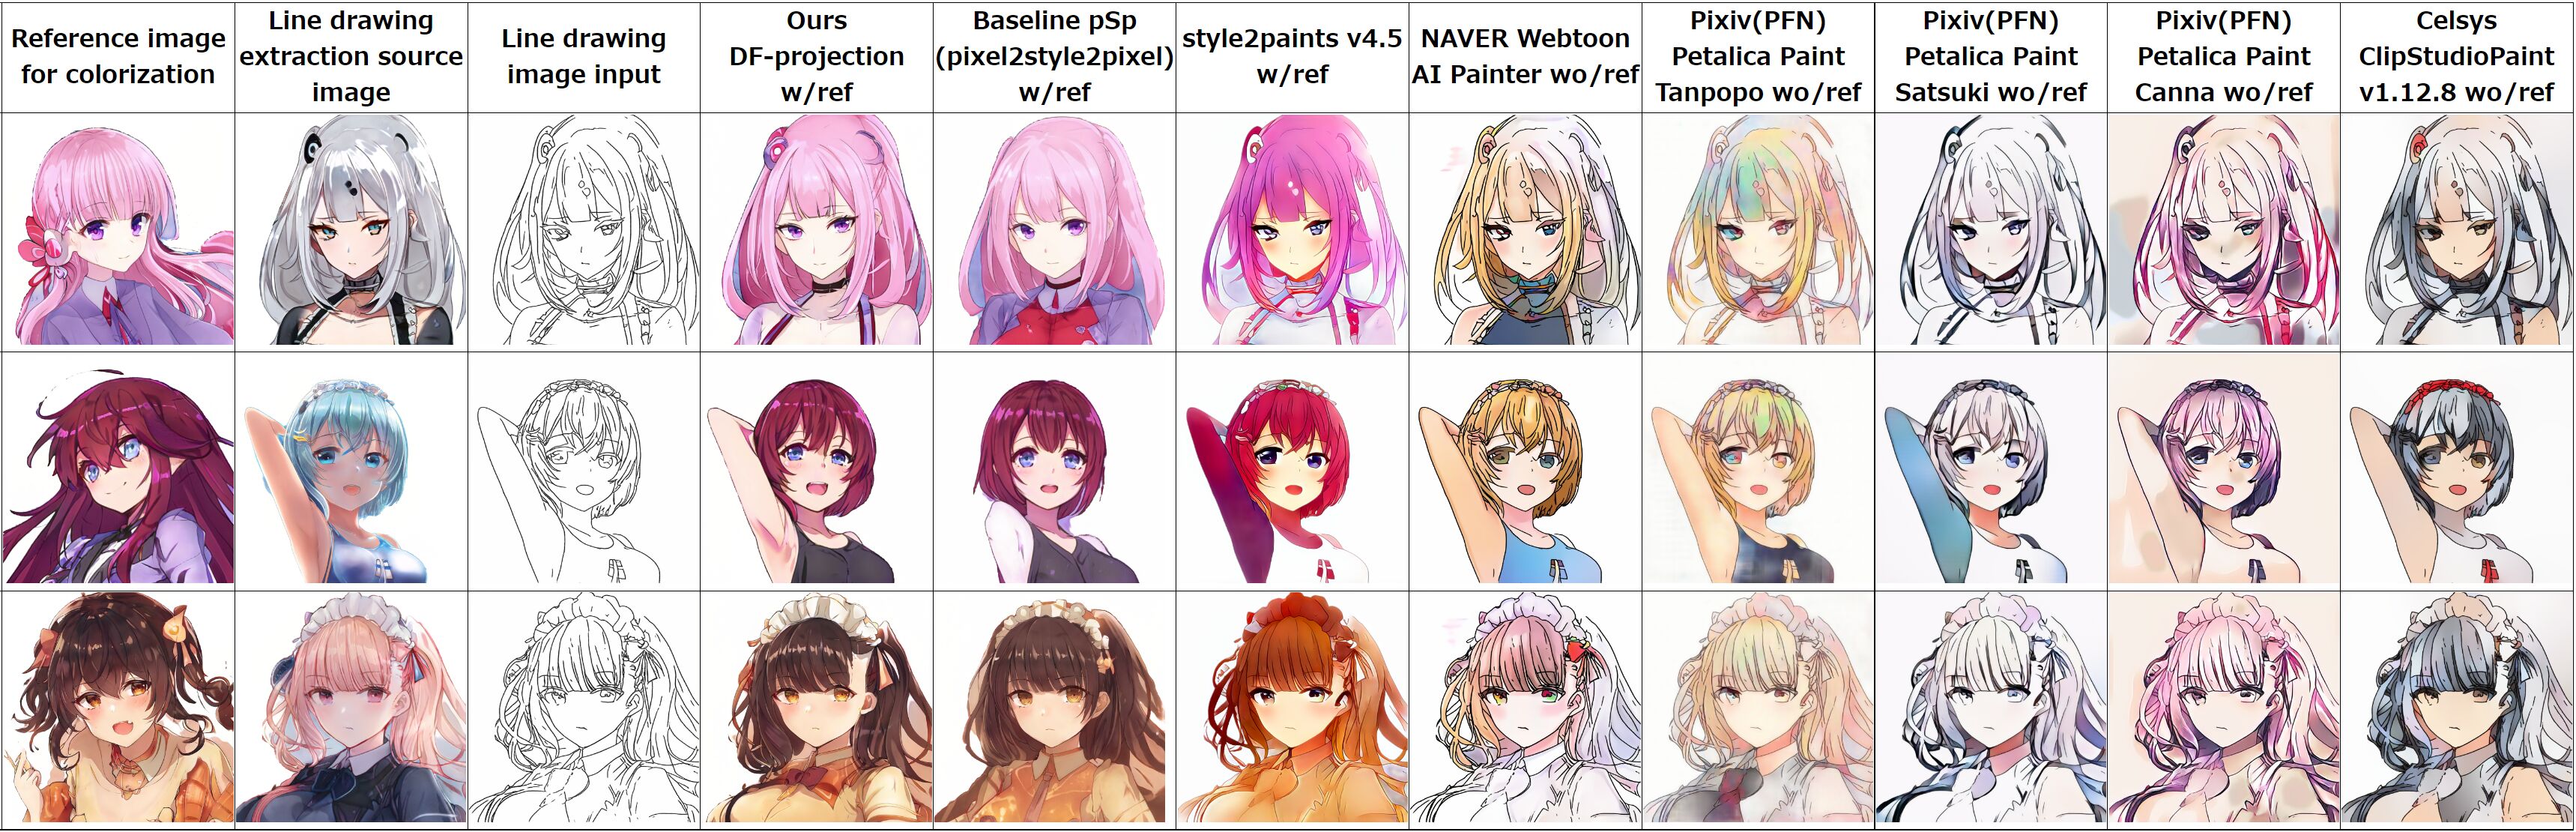 Reference image
for colorization
Line drawing
extraction source
image
Line drawing
image input
Ours
DF-projection
w/ref
Baseline pSp
(pixel2style2pixel)
w/ref
style2paints v4.5
w/ref
NAVER Webtoon
AI Painter wo/ref
Pixiv(PFN)
Petalica Paint
Tanpopo wo/ref
Pixiv(PFN)
Petalica Paint
Satsuki wo/ref
Pixiv(PFN)
Petalica Paint
Canna wo/ref
Celsys
ClipStudioPaint
v1.12.8 wo/ref